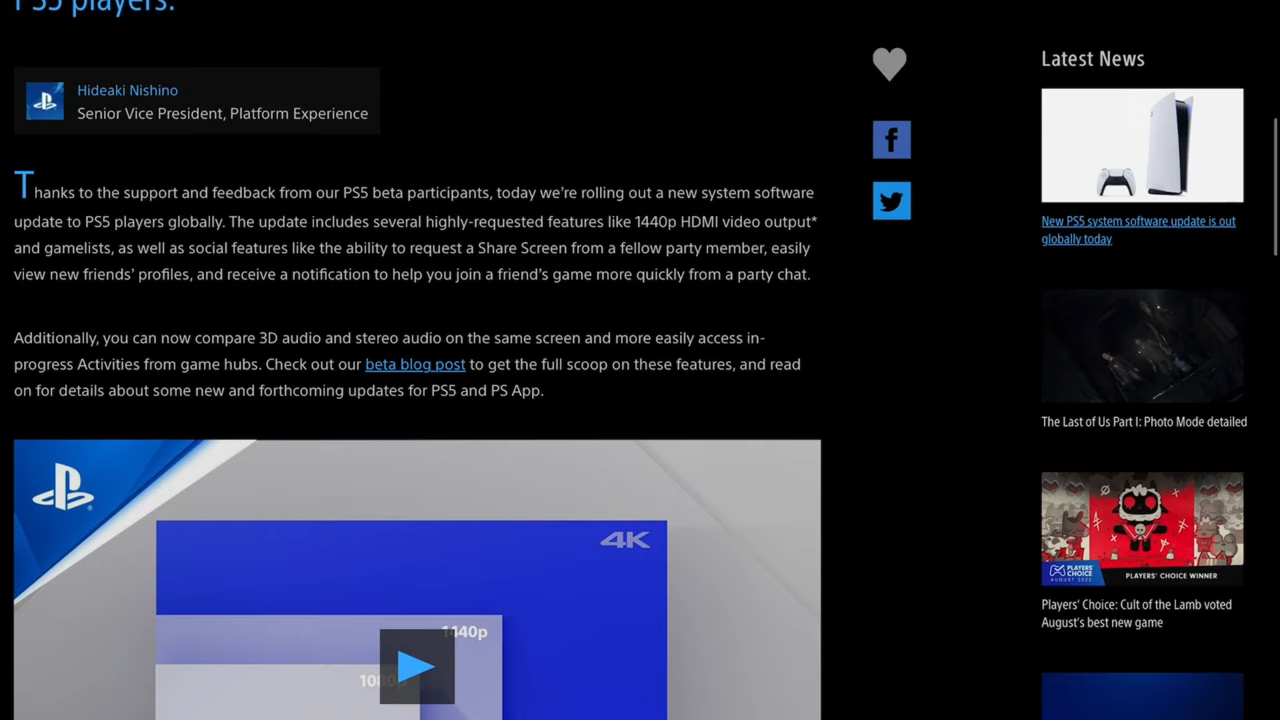 PS5 players.
Hideaki Nishino
Senior Vice President, Platform Experience
Thanks to the support and feedback from our PS5 beta participants, today we’re rolling out a new system software
update to PS5 players globally. The update includes several highly-requested features like 1440p HDMI video output*
and gamelists, as well as social features like the ability to request a Share Screen from a fellow party member, easily
view new friends’ profiles, and receive a notification to help you join a friend’s game more quickly from a party chat.
Additionally, you can now compare 3D audio and stereo audio on the same screen and more easily access in-
progress Activities from game hubs. Check out our beta blog post to get the full scoop on these features, and read
on for details about some new and forthcoming updates for PS5 and PS App.
4K
1440p
1080p
Latest News
New PS5 system software update is out
globally today
The Last of Us Part I: Photo Mode detailed
PLAYERS’
CHOICE
AUGUST 2022
PLAYERS’ CHOICE WINNER
Players’ Choice: Cult of the Lamb voted
August’s best new game